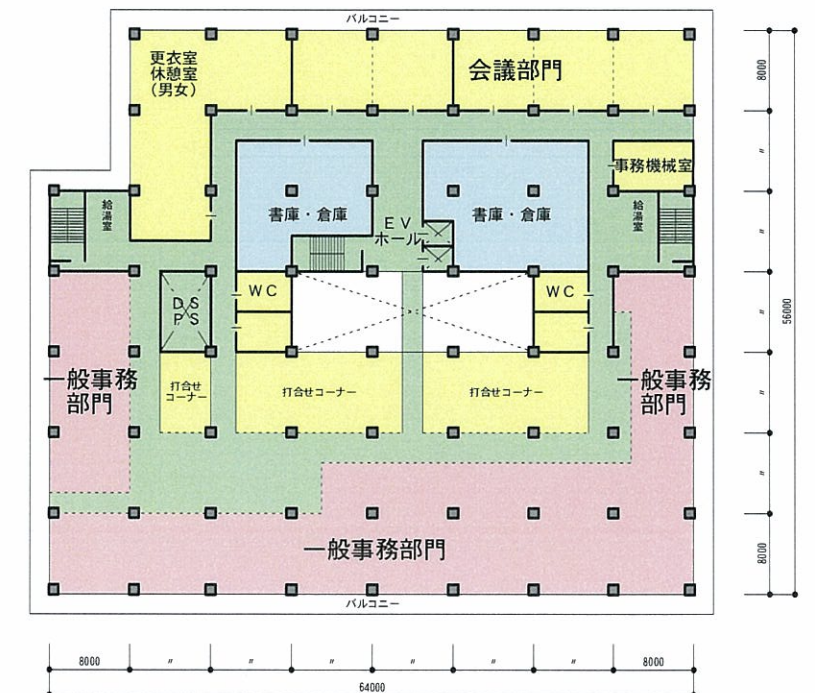 バルコニー
更衣室
休憩室
(男女)
会議部門
8000
〃
事務機械室
給湯室
書庫・倉庫
EV
ホール
書庫・倉庫
給湯室
〃
WC
WC
DS
PS
〃
56000
一般事務
部門
打合せ
コーナー
打合せコーナー
打合せコーナー
一般事務
部門
〃
〃
一般事務部門
8000
バルコニー
8000
〃
〃
〃
〃
〃
〃
8000
64000